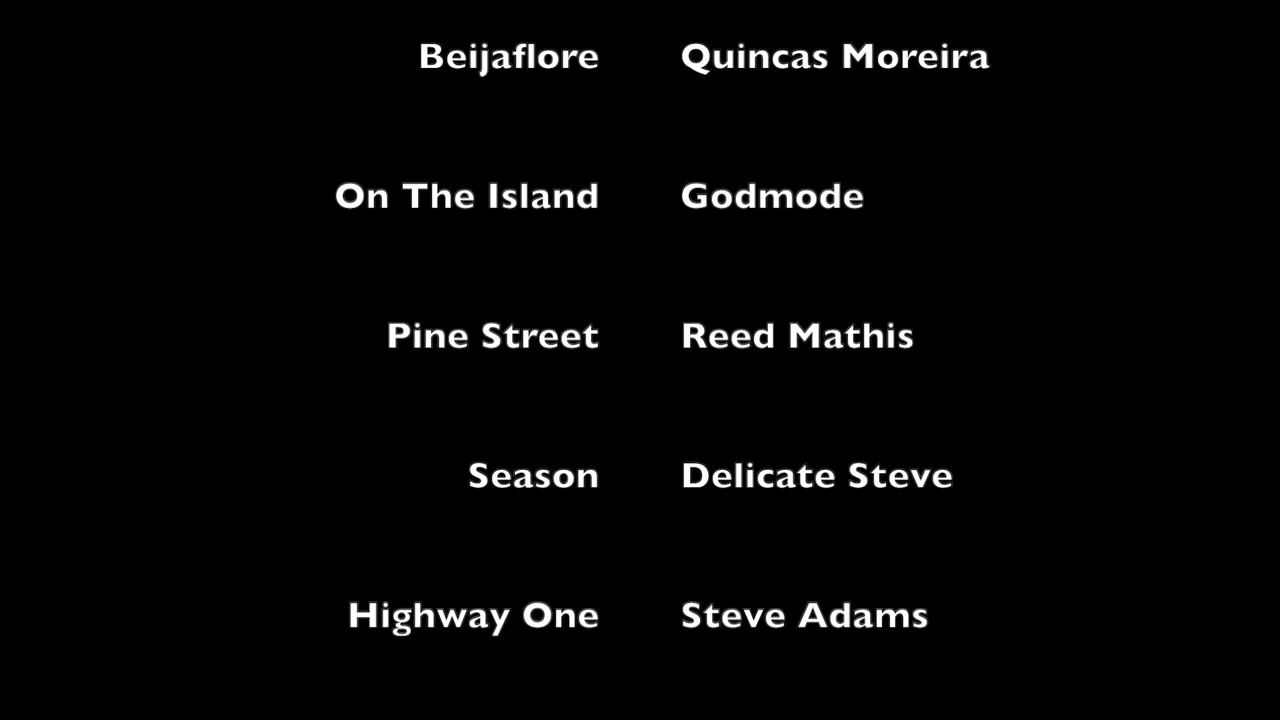 Beijaflore Quincas Moreira
On The Island Godmode
Pine Street Reed Mathis
Season Delicate Steve
Highway One Steve Adams